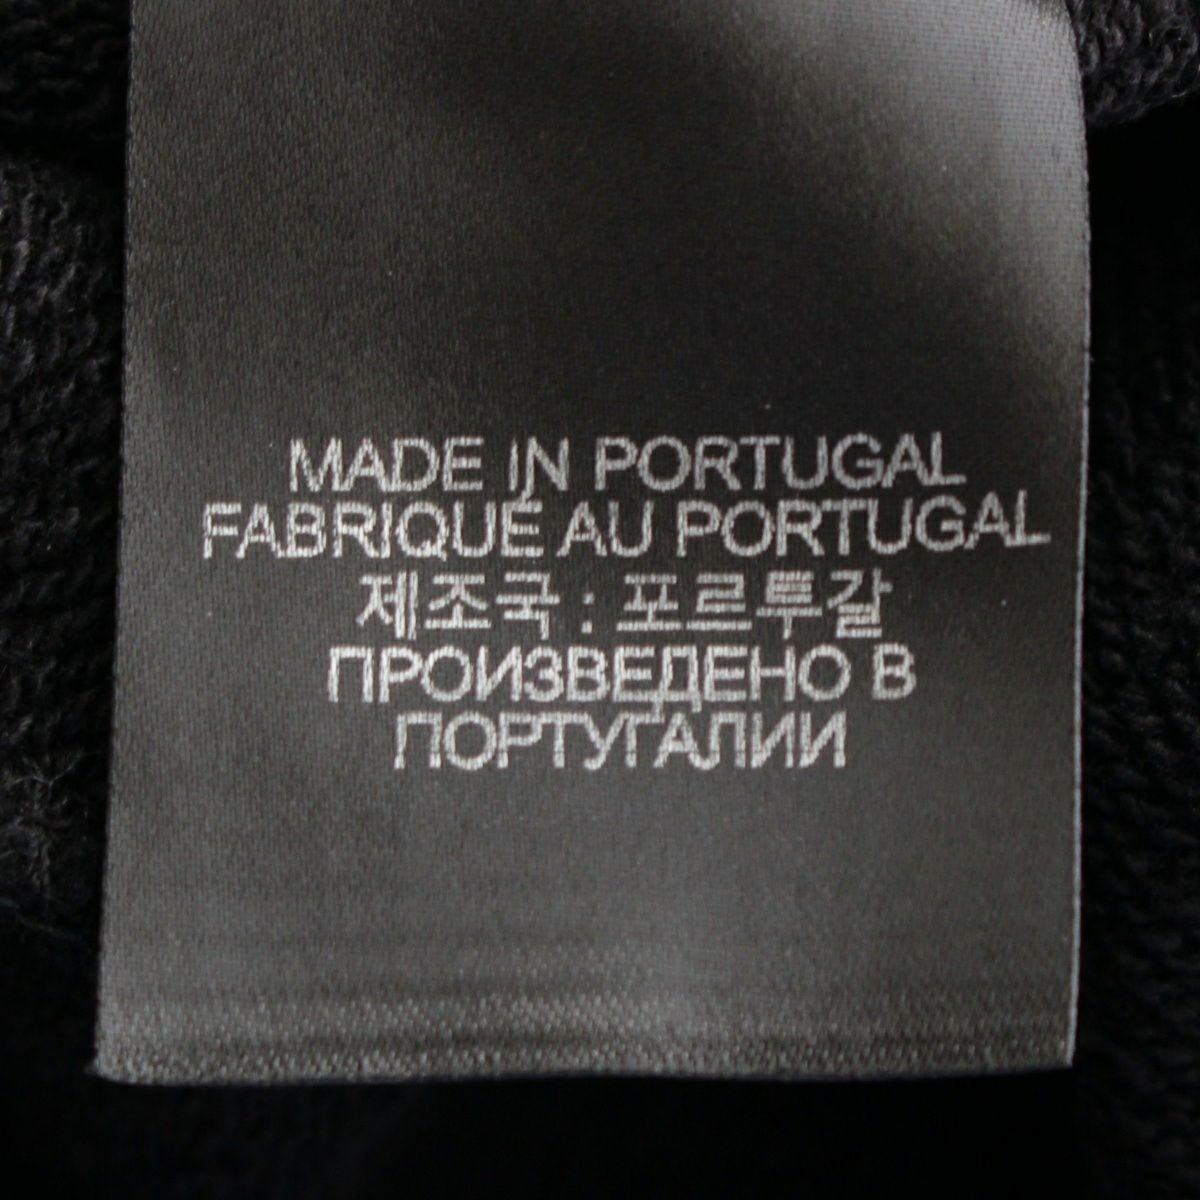 MADE IN PORTUGAL
FABRIQUÉ AU PORTUGAL
제조국 : 포르투갈
ПРОИЗВЕДЕНО В
ПОРТУГАЛИИ